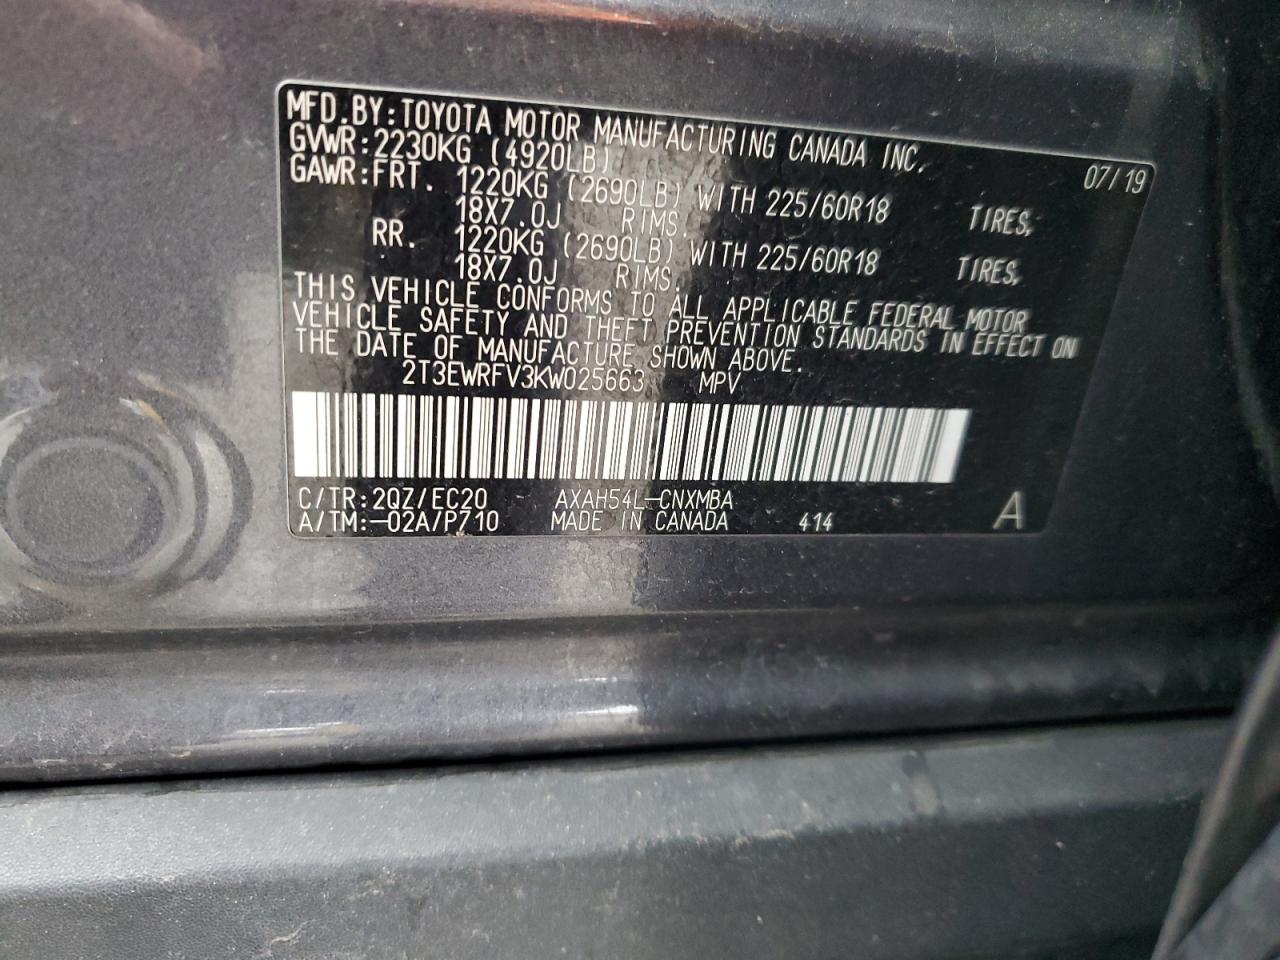 MFD.BY:TOYOTA MOTOR MANUFACTURING CANADA INC. 07/19
GVWR:2230KG (4920LB)
GAWR:FRT. 1220KG (2690LB) WITH 225/60R18 TIRES,
18X7.0J RIMS.
RR. 1220KG (2690LB) WITH 225/60R18 TIRES,
18X7.0J RIMS.
THIS VEHICLE CONFORMS TO ALL APPLICABLE FEDERAL MOTOR
VEHICLE SAFETY AND THEFT PREVENTION STANDARDS IN EFFECT ON
THE DATE OF MANUFACTURE SHOWN ABOVE.
2T3EWRFV3KW025663 MPV
C/TR:2QZ/EC20 AXAH54L-CNXMBA
A/TM:-02A/P710 MADE IN CANADA 414 A